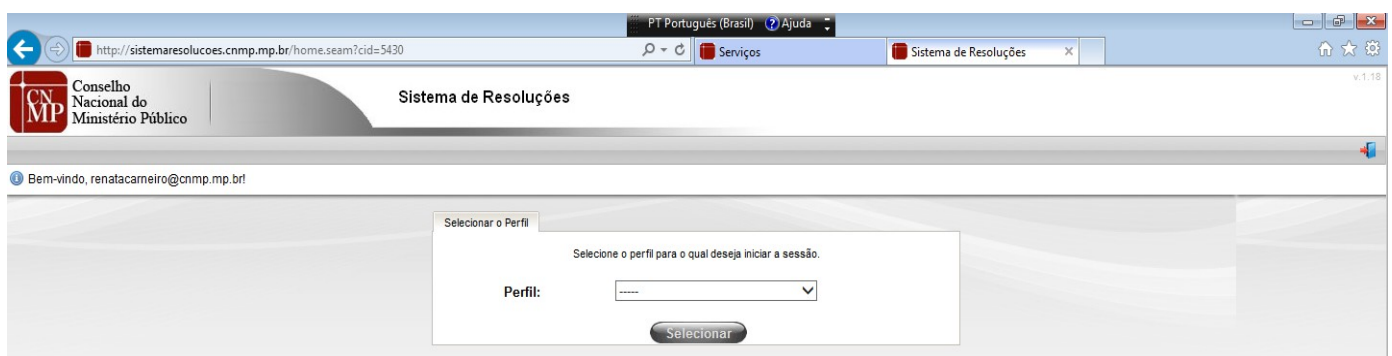 PT Português (Brasil) ? Ajuda
http://sistemaresolucoes.cnmp.mp.br/home.seam?cid=5430
Serviços
Sistema de Resoluções
v.1.18
CN
MP
Conselho
Nacional do
Ministério Público
Sistema de Resoluções
Bem-vindo, renatacarneiro@cnmp.mp.br!
Selecionar o Perfil
Selecione o perfil para o qual deseja iniciar a sessão.
Perfil: -----
Selecionar